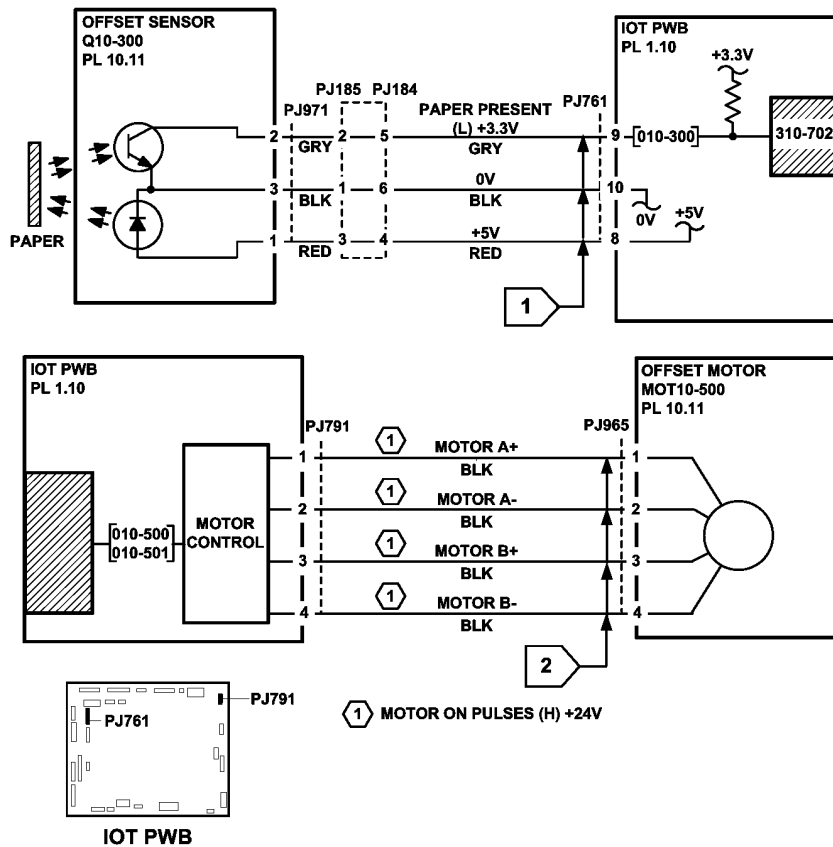 OFFSET SENSOR
Q10-300
PL 10.11
IOT PWB
PL 1.10
+3.3V
PJ185 PJ184
PJ971
PAPER PRESENT
PJ761
2 2 5 (L) +3.3V 9 [010-300] 310-702
GRY GRY
3 1 6 0V 10
BLK BLK
0V +5V
PAPER
1 3 4 +5V 8
RED RED
1
IOT PWB
PL 1.10
OFFSET MOTOR
MOT10-500
PL 10.11
PJ791
PJ965
1 1 MOTOR A+ 1
BLK
2 1 MOTOR A- 2
BLK
010-500
010-501
MOTOR
CONTROL
3 1 MOTOR B+ 3
BLK
4 1 MOTOR B- 4
BLK
2
PJ791
PJ761
1 MOTOR ON PULSES (H) +24V
IOT PWB